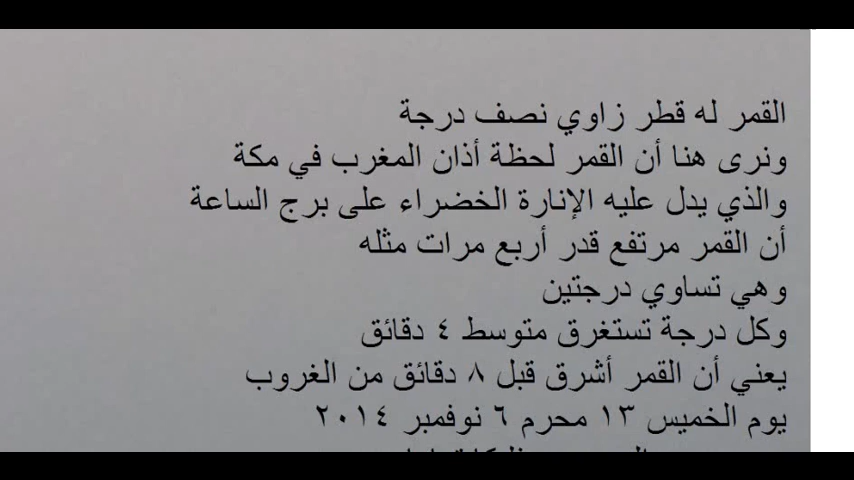 القمر له قطر زاوي نصف درجة
ونرى هنا أن القمر لحظة أذان المغرب في مكة
والذي يدل عليه الإنارة الخضراء على برج الساعة
أن القمر مرتفع قدر أربع مرات مثله
وهي تساوي درجتين
وكل درجة تستغرق متوسط ٤ دقائق
يعني أن القمر أشرق قبل ٨ دقائق من الغروب
يوم الخميس ١٣ محرم ٦ نوفمبر ٢٠١٤